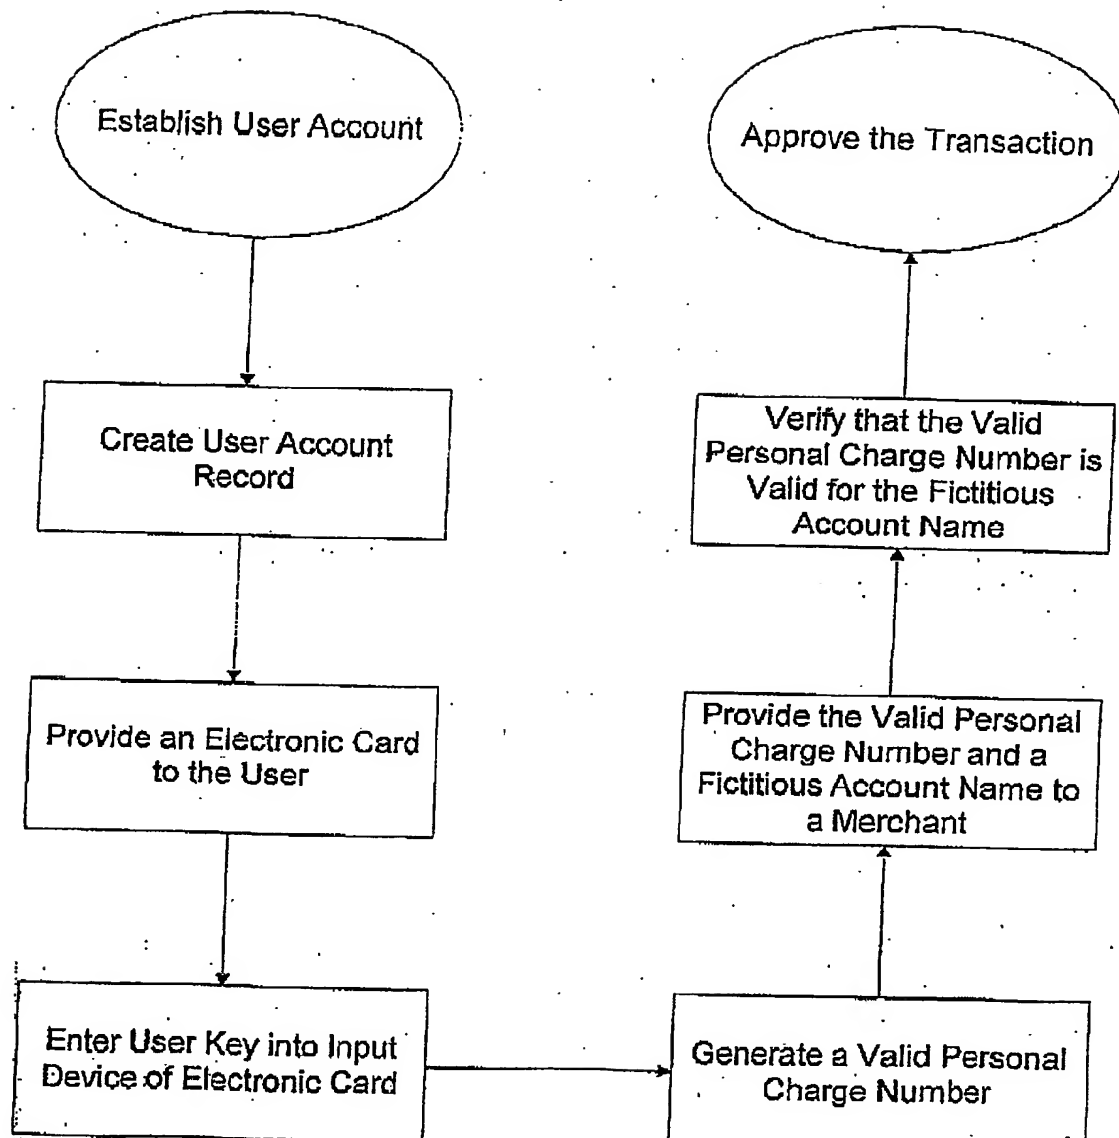 Establish User Account
Create User Account
Record
Provide an Electronic Card
to the User
Enter User Key into Input
Device of Electronic Card
Generate a Valid Personal
Charge Number
Provide the Valid Personal
Charge Number and a
Fictitious Account Name to
a Merchant
Verify that the Valid
Personal Charge Number is
Valid for the Fictitious
Account Name
Approve the Transaction